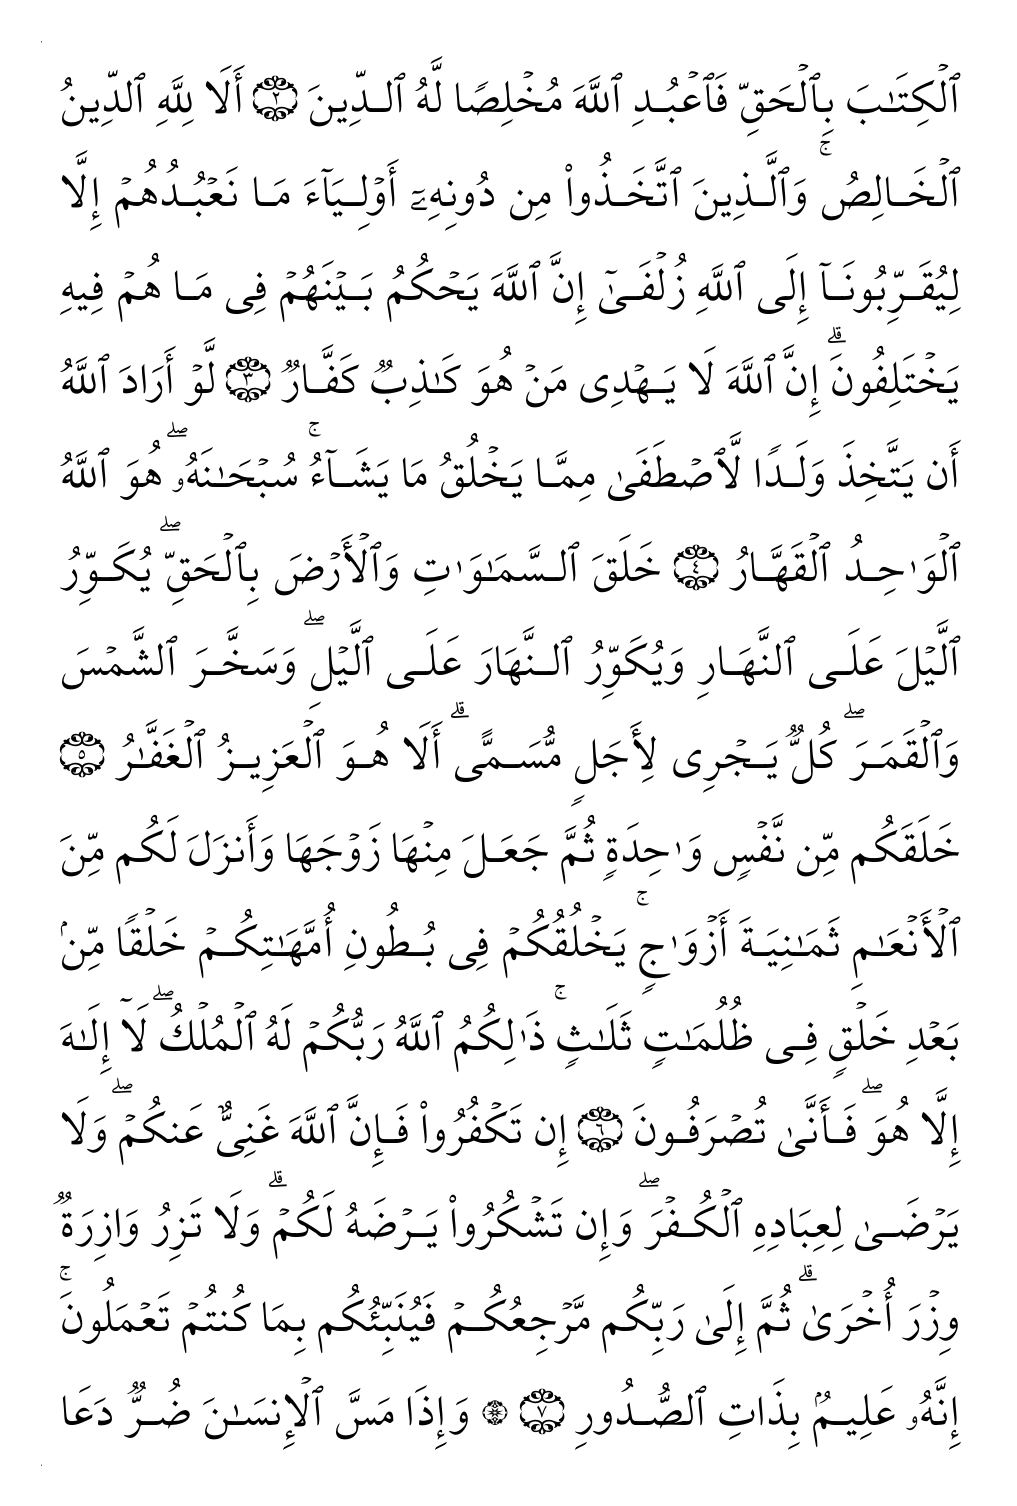 ٱلْكِتَـٰبَ بِٱلْحَقِّ فَٱعْبُدِ ٱللَّهَ مُخْلِصًا لَّهُ ٱلدِّينَ ٢ أَلَا لِلَّهِ ٱلدِّينُ
ٱلْخَالِصُ ۚ وَٱلَّذِينَ ٱتَّخَذُوا۟ مِن دُونِهِۦٓ أَوْلِيَآءَ مَا نَعْبُدُهُمْ إِلَّا
لِيُقَرِّبُونَآ إِلَى ٱللَّهِ زُلْفَىٰٓ إِنَّ ٱللَّهَ يَحْكُمُ بَيْنَهُمْ فِى مَا هُمْ فِيهِ
يَخْتَلِفُونَ ۗ إِنَّ ٱللَّهَ لَا يَهْدِى مَنْ هُوَ كَـٰذِبٌ كَفَّارٌ ٣ لَّوْ أَرَادَ ٱللَّهُ
أَن يَتَّخِذَ وَلَدًا لَّٱصْطَفَىٰ مِمَّا يَخْلُقُ مَا يَشَآءُ ۚ سُبْحَـٰنَهُۥ ۖ هُوَ ٱللَّهُ
ٱلْوَٰحِدُ ٱلْقَهَّارُ ٤ خَلَقَ ٱلسَّمَـٰوَٰتِ وَٱلْأَرْضَ بِٱلْحَقِّ ۖ يُكَوِّرُ
ٱلَّيْلَ عَلَى ٱلنَّهَارِ وَيُكَوِّرُ ٱلنَّهَارَ عَلَى ٱلَّيْلِ ۖ وَسَخَّرَ ٱلشَّمْسَ
وَٱلْقَمَرَ ۖ كُلٌّ يَجْرِى لِأَجَلٍ مُّسَمًّى ۗ أَلَا هُوَ ٱلْعَزِيزُ ٱلْغَفَّـٰرُ ٥
خَلَقَكُم مِّن نَّفْسٍ وَٰحِدَةٍ ثُمَّ جَعَلَ مِنْهَا زَوْجَهَا وَأَنزَلَ لَكُم مِّنَ
ٱلْأَنْعَـٰمِ ثَمَـٰنِيَةَ أَزْوَٰجٍ ۚ يَخْلُقُكُمْ فِى بُطُونِ أُمَّهَـٰتِكُمْ خَلْقًا مِّنۢ
بَعْدِ خَلْقٍ فِى ظُلُمَـٰتٍ ثَلَـٰثٍ ۚ ذَٰلِكُمُ ٱللَّهُ رَبُّكُمْ لَهُ ٱلْمُلْكُ ۖ لَآ إِلَـٰهَ
إِلَّا هُوَ ۖ فَأَنَّىٰ تُصْرَفُونَ ٦ إِن تَكْفُرُوا۟ فَإِنَّ ٱللَّهَ غَنِىٌّ عَنكُمْ ۖ وَلَا
يَرْضَىٰ لِعِبَادِهِ ٱلْكُفْرَ ۖ وَإِن تَشْكُرُوا۟ يَرْضَهُ لَكُمْ ۗ وَلَا تَزِرُ وَازِرَةٌ
وِزْرَ أُخْرَىٰ ۗ ثُمَّ إِلَىٰ رَبِّكُم مَّرْجِعُكُمْ فَيُنَبِّئُكُم بِمَا كُنتُمْ تَعْمَلُونَ ۚ
إِنَّهُۥ عَلِيمٌۢ بِذَاتِ ٱلصُّدُورِ ٧ ۞ وَإِذَا مَسَّ ٱلْإِنسَـٰنَ ضُرٌّ دَعَا